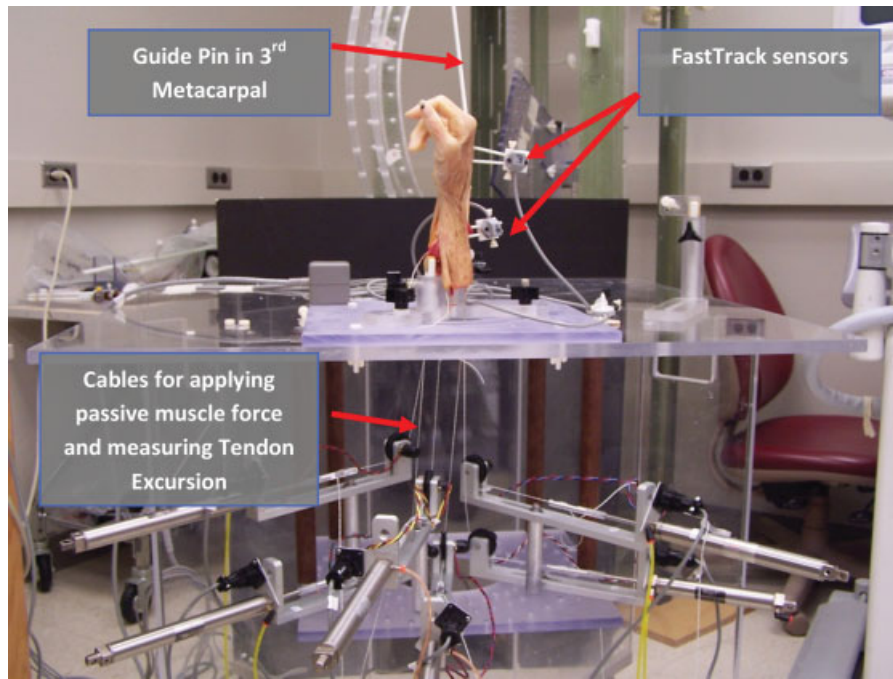 Guide Pin in 3rd
Metacarpal
FastTrack sensors
Cables for applying
passive muscle force
and measuring Tendon
Excursion